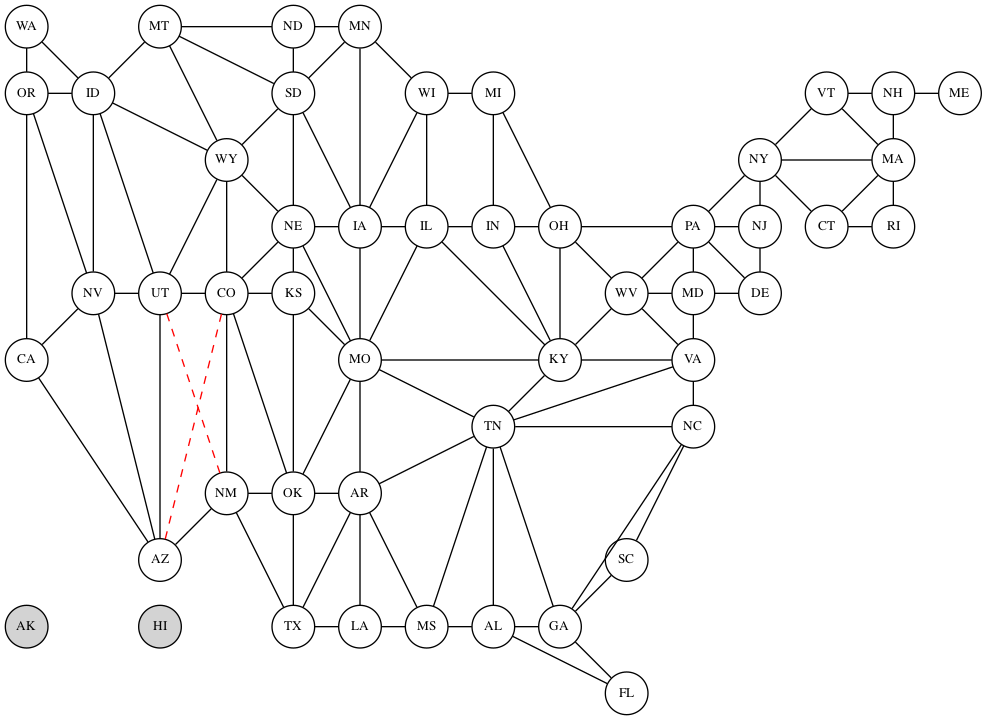 WA MT ND MN
OR ID SD WI MI VT NH ME
WY NY MA
NE IA IL IN OH PA NJ CT RI
NV UT CO KS WV MD DE
CA MO KY VA
TN NC
NM OK AR
AZ SC
AK HI TX LA MS AL GA
FL